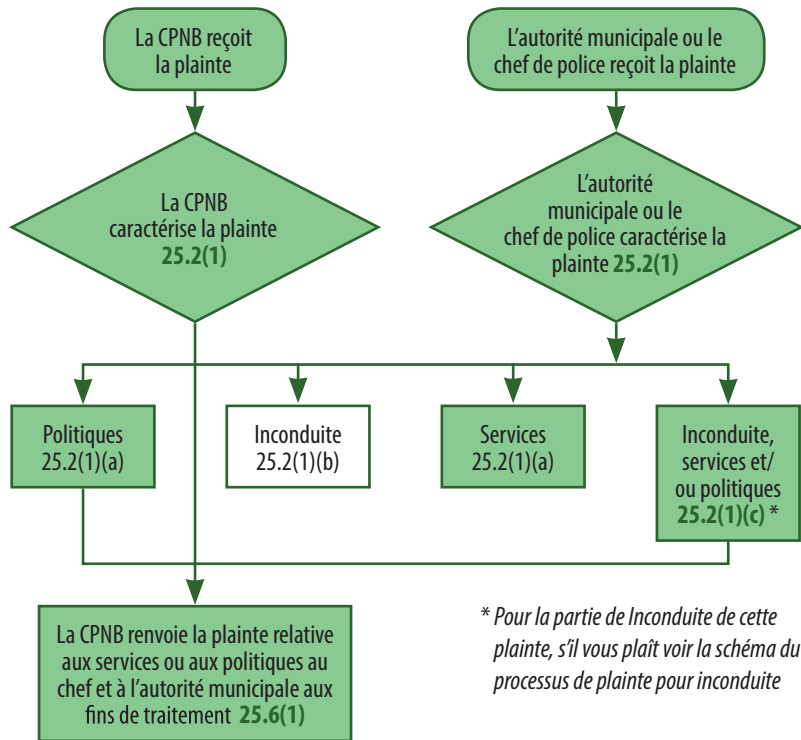 La CPNB reçoit
la plainte
L'autorité municipale ou le
chef de police reçoit la plainte
La CPNB
caractérise la plainte
25.2(1)
L'autorité
municipale ou le
chef de police caractérise la
plainte 25.2(1)
Politiques
25.2(1)(a)
Inconduite
25.2(1)(b)
Services
25.2(1)(a)
Inconduite,
services et/
ou politiques
25.2(1)(c) *
La CPNB renvoie la plainte relative
aux services ou aux politiques au
chef et à l'autorité municipale aux
fins de traitement 25.6(1)
* Pour la partie de Inconduite de cette
plainte, s'il vous plaît voir la schéma du
processus de plainte pour inconduite